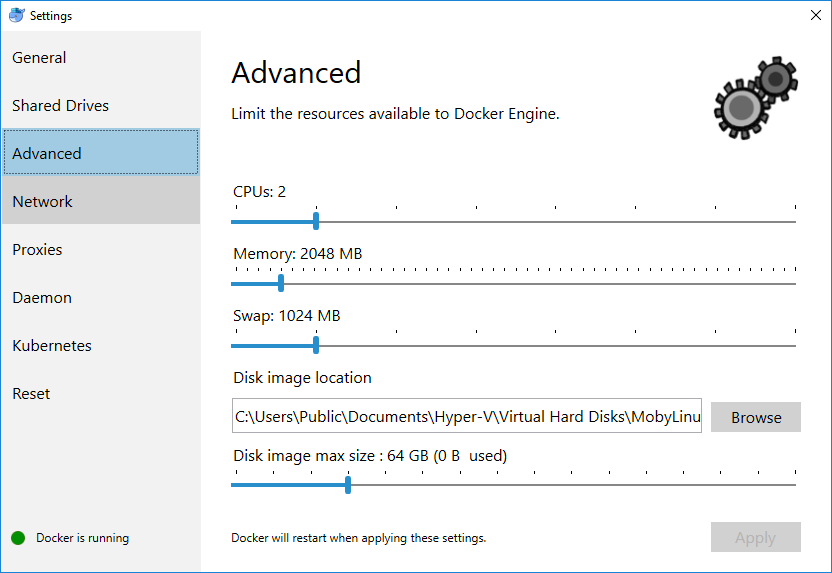 Settings
General
Shared Drives
Advanced
Network
Proxies
Daemon
Kubernetes
Reset
Docker is running
Advanced
Limit the resources available to Docker Engine.
CPUs: 2
Memory: 2048 MB
Swap: 1024 MB
Disk image location
C:\Users\Public\Documents\Hyper-V\Virtual Hard Disks\MobyLinu
Browse
Disk image max size : 64 GB (0 B  used)
Docker will restart when applying these settings.
Apply